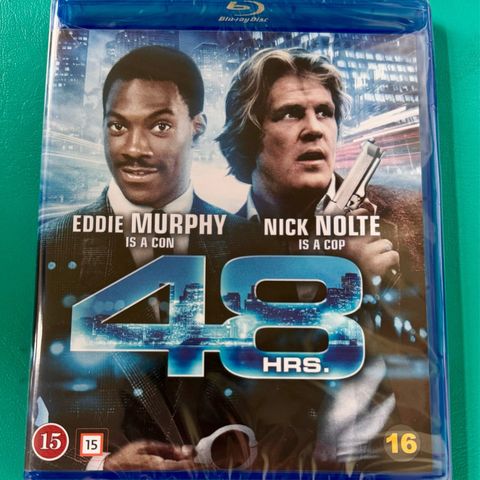 Blu-ray Disc
EDDIE MURPHY NICK NOLTE
IS A CON IS A COP
48
HRS.
15 15 16